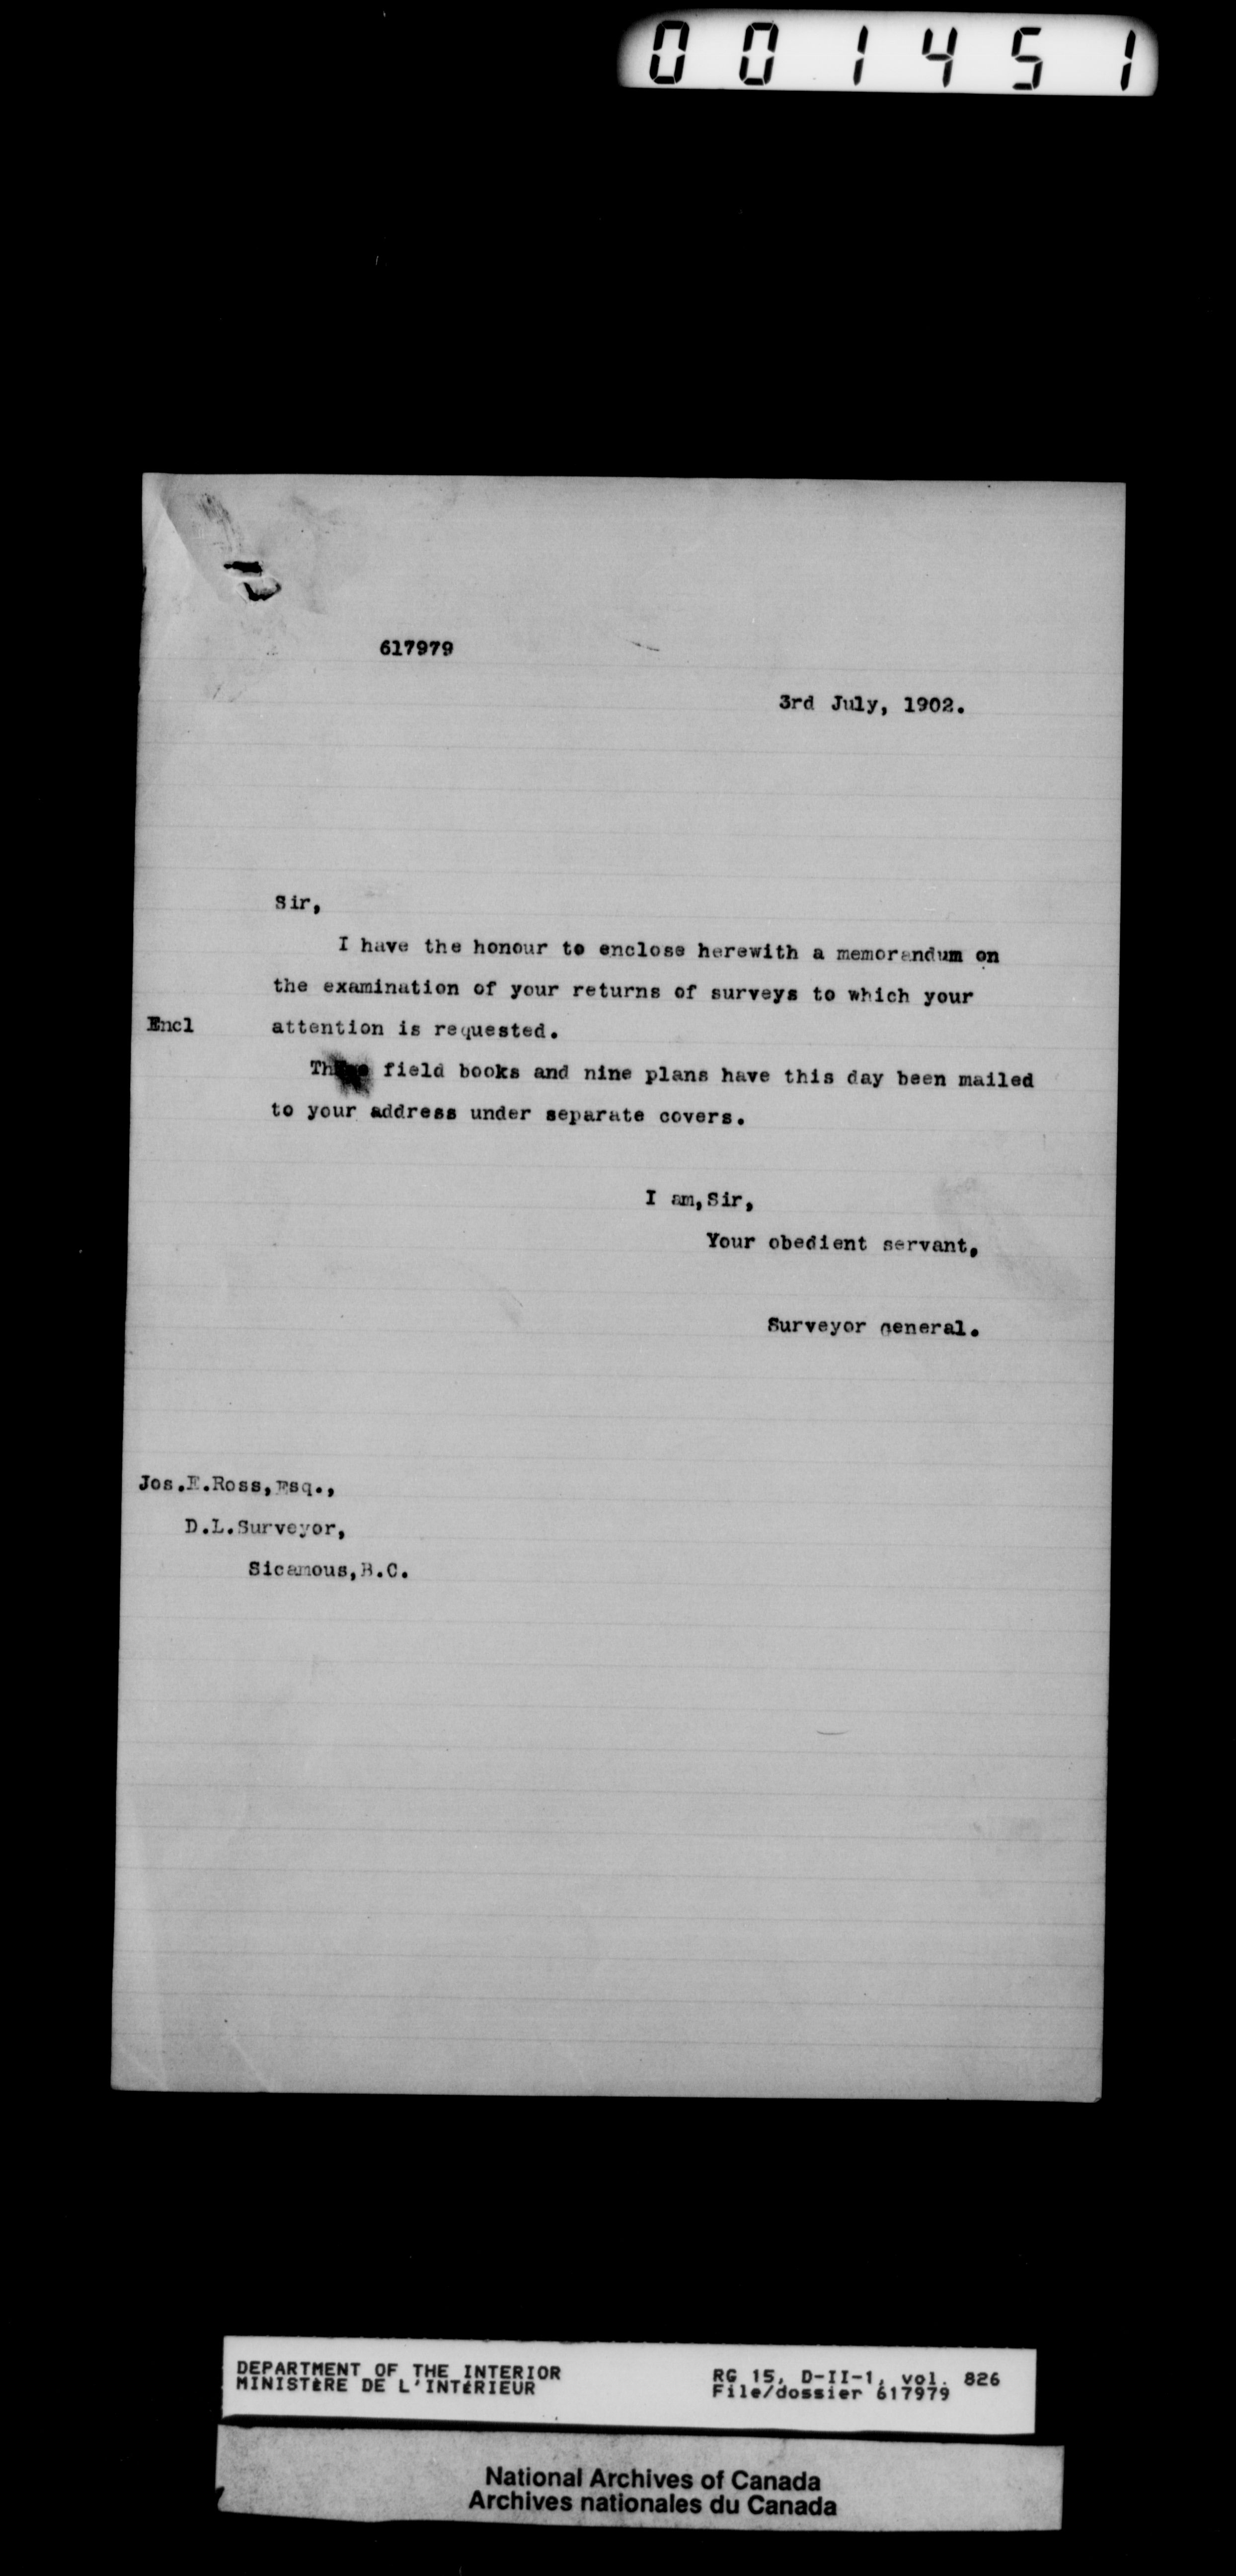 001451
617979
3rd July, 1902.
Sir,
I have the honour to enclose herewith a memorandum on
the examination of your returns of surveys to which your
Encl attention is requested.
field books and nine plans have this day been mailed
to your address under separate covers.
I am, Sir,
Your obedient servant,
Surveyor General.
Jos.E.Ross,Esq.,
D.L.Surveyor,
Sicamous,B.C.
DEPARTMENT OF THE INTERIOR
MINISTÈRE DE L'INTÉRIEUR
RG 15, D-II-1, vol. 826
File/dossier 617979
National Archives of Canada
Archives nationales du Canada